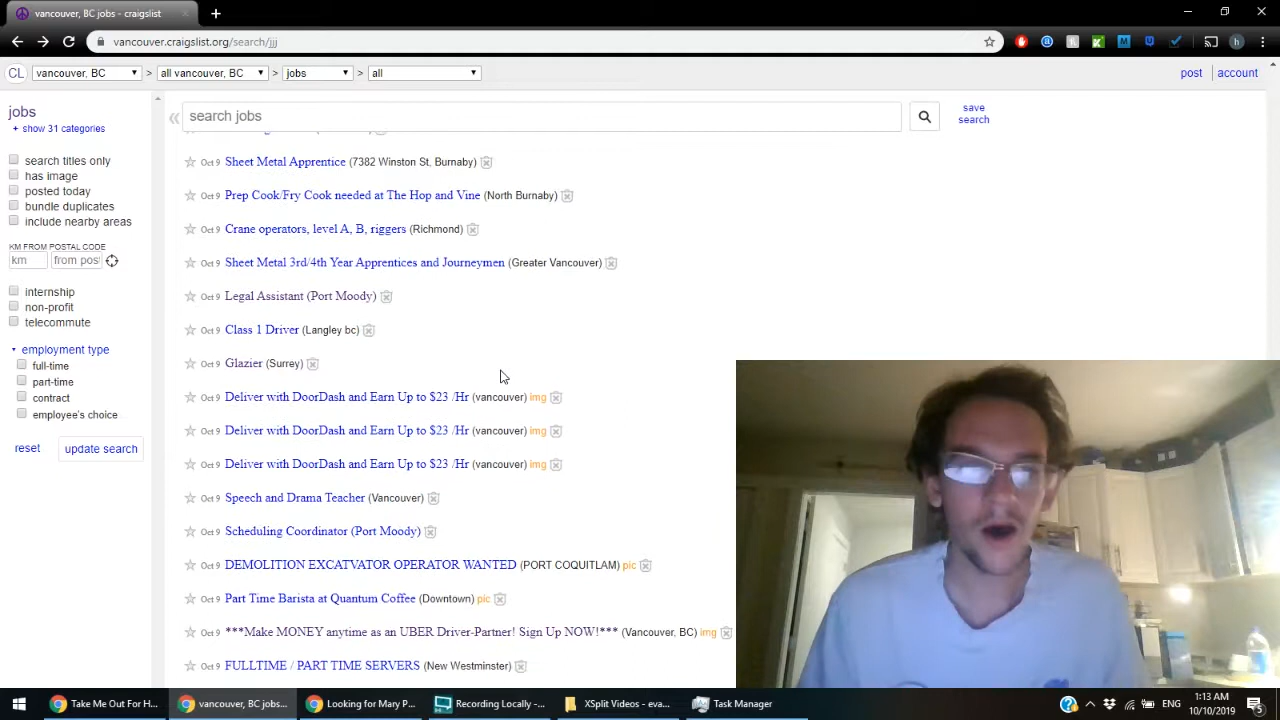 vancouver, BC jobs - craigslist
vancouver.craigslist.org/search/jjj
CL vancouver, BC > all vancouver, BC > jobs > all post account
jobs
+ show 31 categories
search titles only
has image
posted today
bundle duplicates
include nearby areas
KM FROM POSTAL CODE
km from pos
internship
non-profit
telecommute
employment type
full-time
part-time
contract
employee's choice
reset update search
search jobs
save search
Oct 9 Sheet Metal Apprentice (7382 Winston St, Burnaby)
Oct 9 Prep Cook/Fry Cook needed at The Hop and Vine (North Burnaby)
Oct 9 Crane operators, level A, B, riggers (Richmond)
Oct 9 Sheet Metal 3rd/4th Year Apprentices and Journeymen (Greater Vancouver)
Oct 9 Legal Assistant (Port Moody)
Oct 9 Class 1 Driver (Langley bc)
Oct 9 Glazier (Surrey)
Oct 9 Deliver with DoorDash and Earn Up to $23 /Hr (vancouver) img
Oct 9 Deliver with DoorDash and Earn Up to $23 /Hr (vancouver) img
Oct 9 Deliver with DoorDash and Earn Up to $23 /Hr (vancouver) img
Oct 9 Speech and Drama Teacher (Vancouver)
Oct 9 Scheduling Coordinator (Port Moody)
Oct 9 DEMOLITION EXCATVATOR OPERATOR WANTED (PORT COQUITLAM) pic
Oct 9 Part Time Barista at Quantum Coffee (Downtown) pic
Oct 9 ***Make MONEY anytime as an UBER Driver-Partner! Sign Up NOW!*** (Vancouver, BC) img
Oct 9 FULLTIME / PART TIME SERVERS (New Westminster)
Take Me Out For H... vancouver, BC jobs... Looking for Mary P... Recording Locally -... XSplit Videos - eva... Task Manager ENG
1:13 AM
10/10/2019